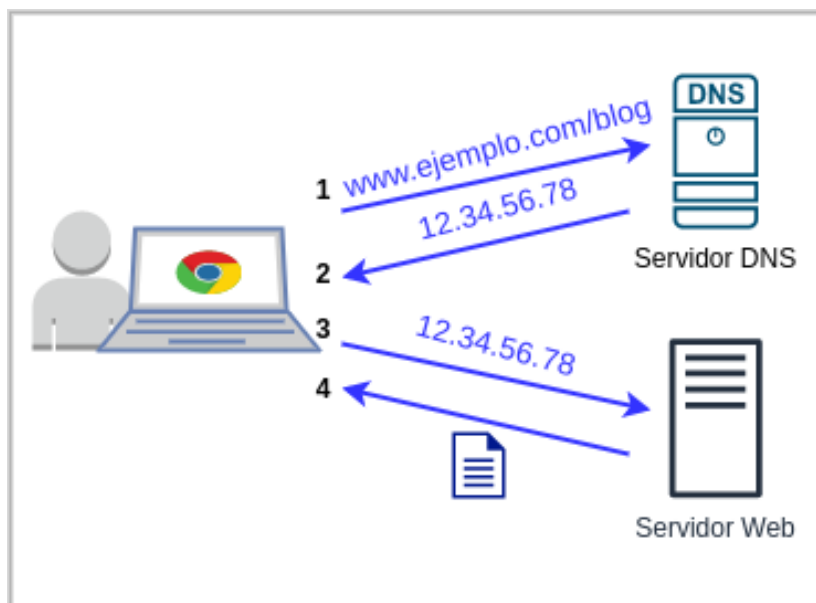 DNS
1 www.ejemplo.com/blog
12.34.56.78
Servidor DNS
2
3 12.34.56.78
4
Servidor Web